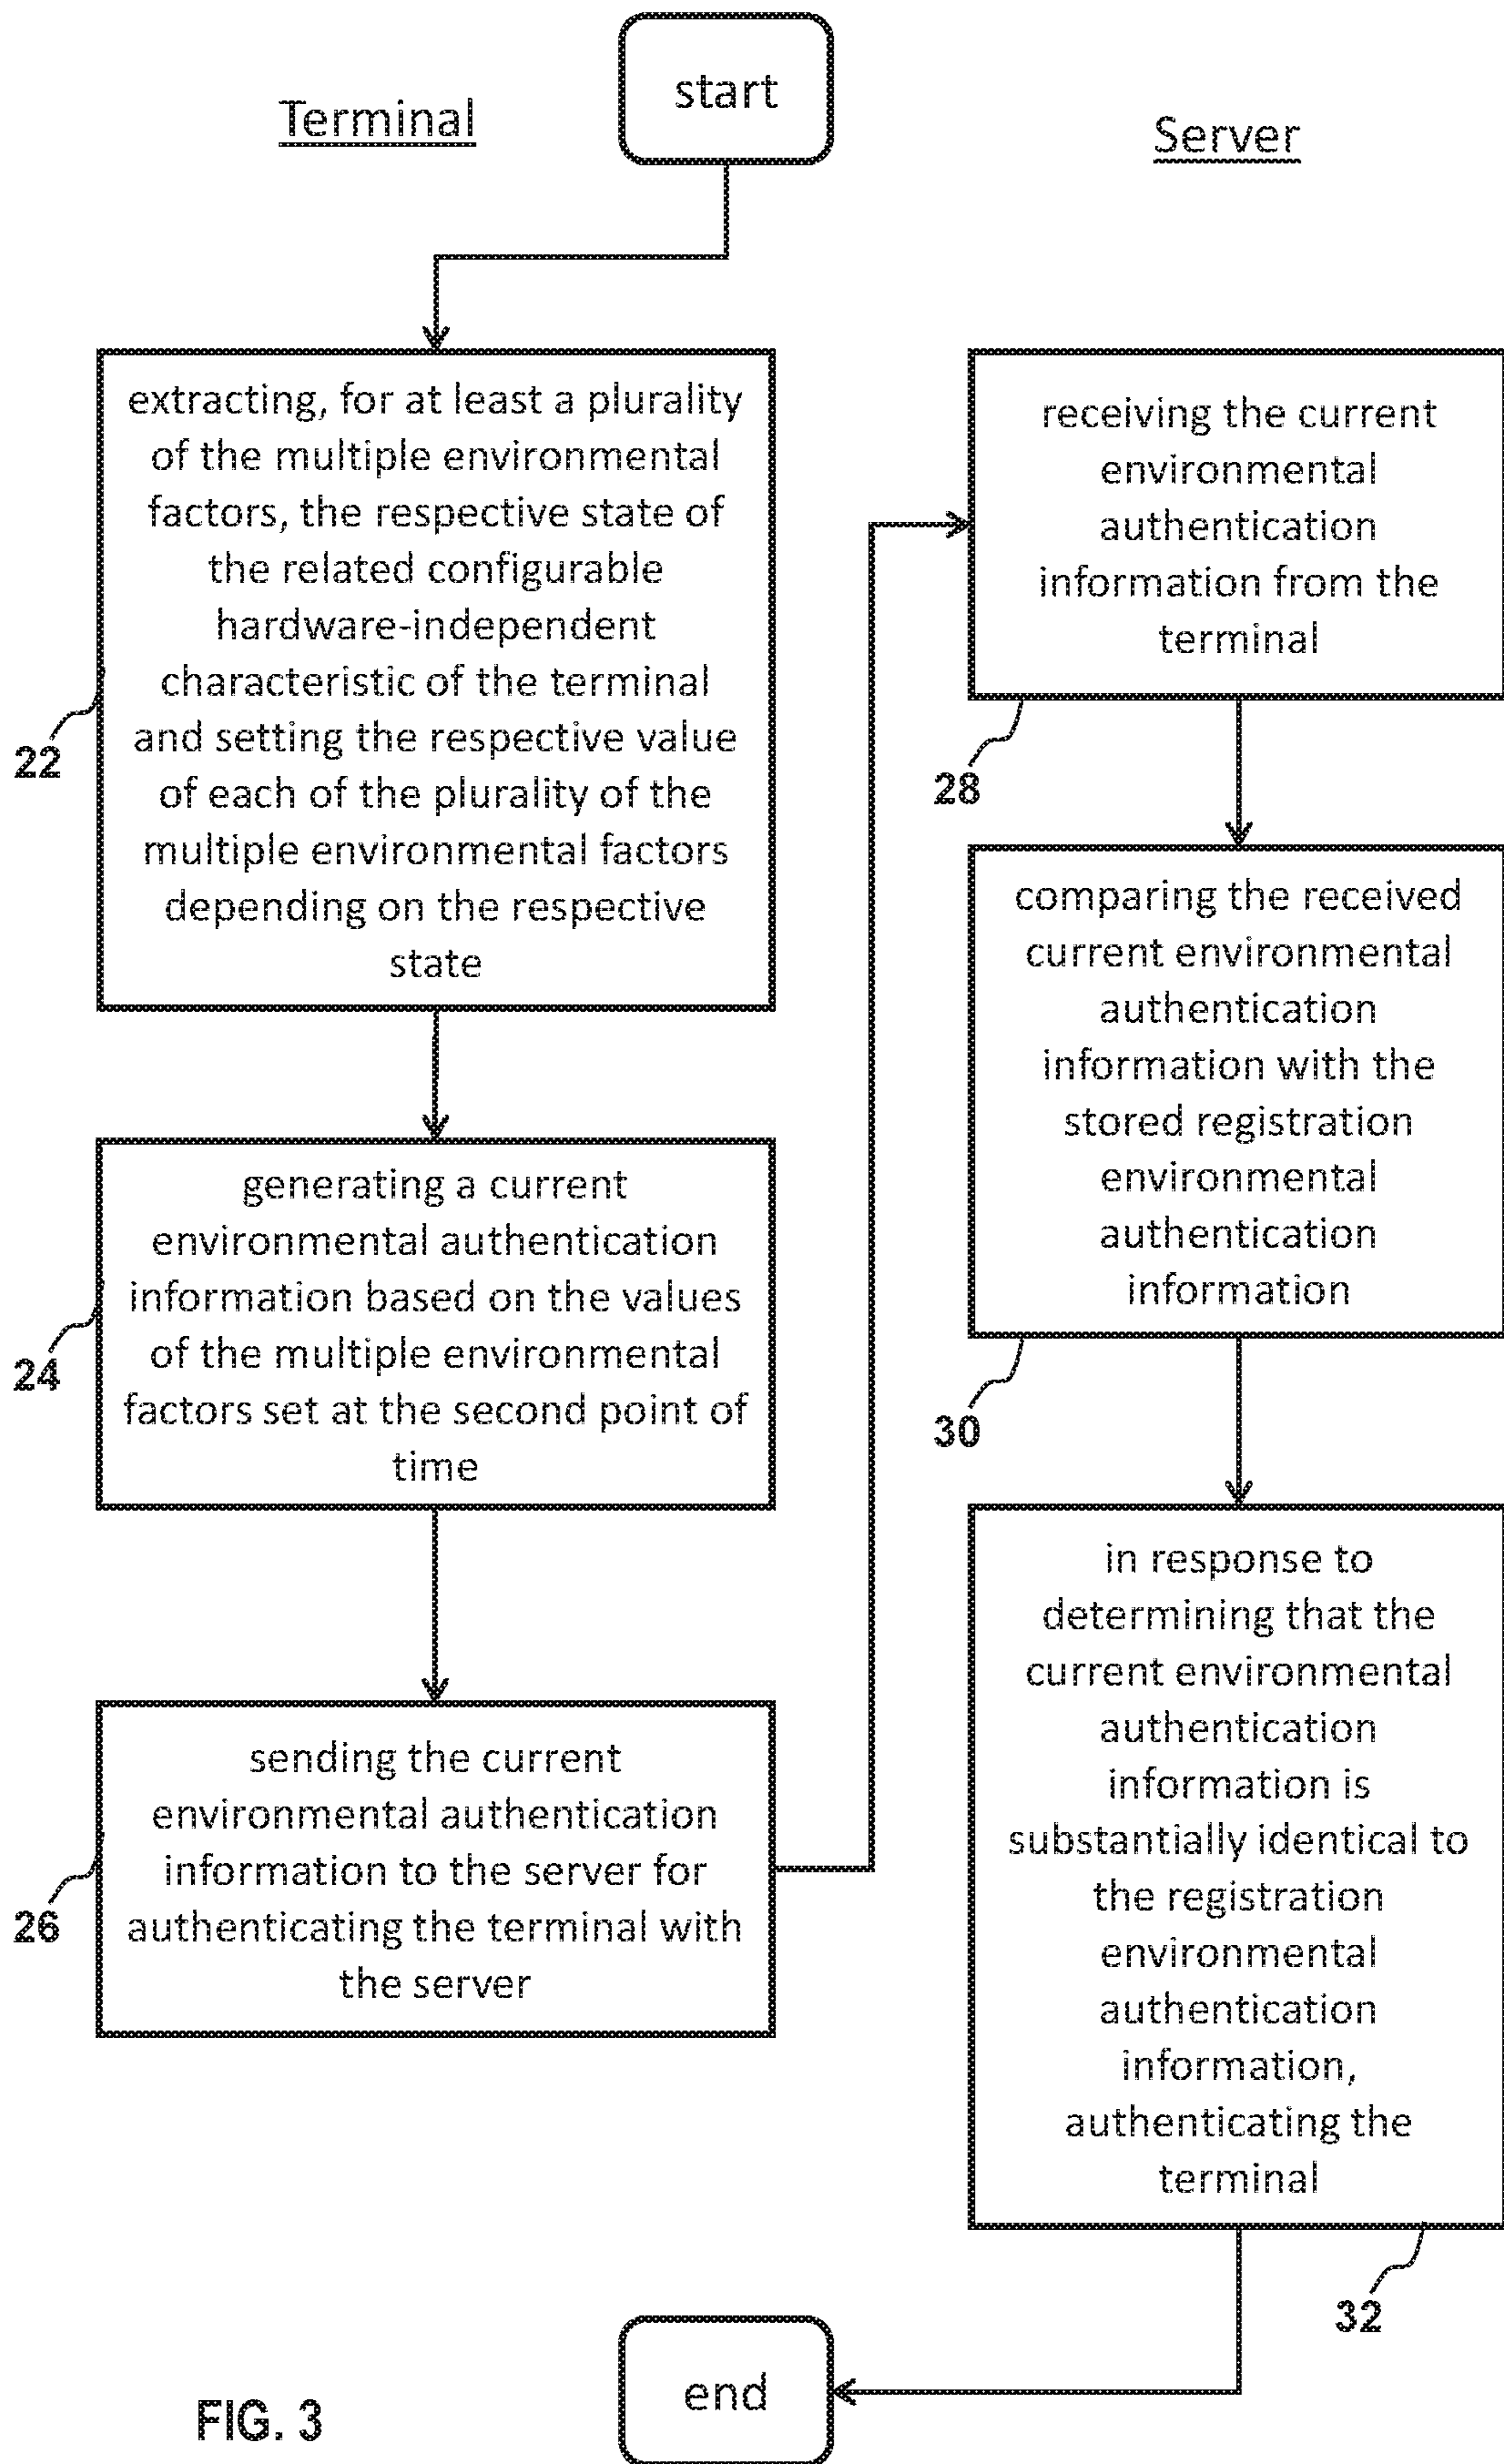 start
Terminal
Server
extracting, for at least a plurality
of the multiple environmental
factors, the respective state of
the related configurable
hardware-independent
characteristic of the terminal
and setting the respective value
of each of the plurality of the
multiple environmental factors
depending on the respective
state
22
generating a current
environmental authentication
information based on the values
of the multiple environmental
factors set at the second point of
time
24
sending the current
environmental authentication
information to the server for
authenticating the terminal with
the server
26
receiving the current
environmental
authentication
information from the
terminal
28
comparing the received
current environmental
authentication
information with the
stored registration
environmental
authentication
information
30
in response to
determining that the
current environmental
authentication
information is
substantially identical to
the registration
environmental
authentication
information,
authenticating the
terminal
32
end
FIG. 3